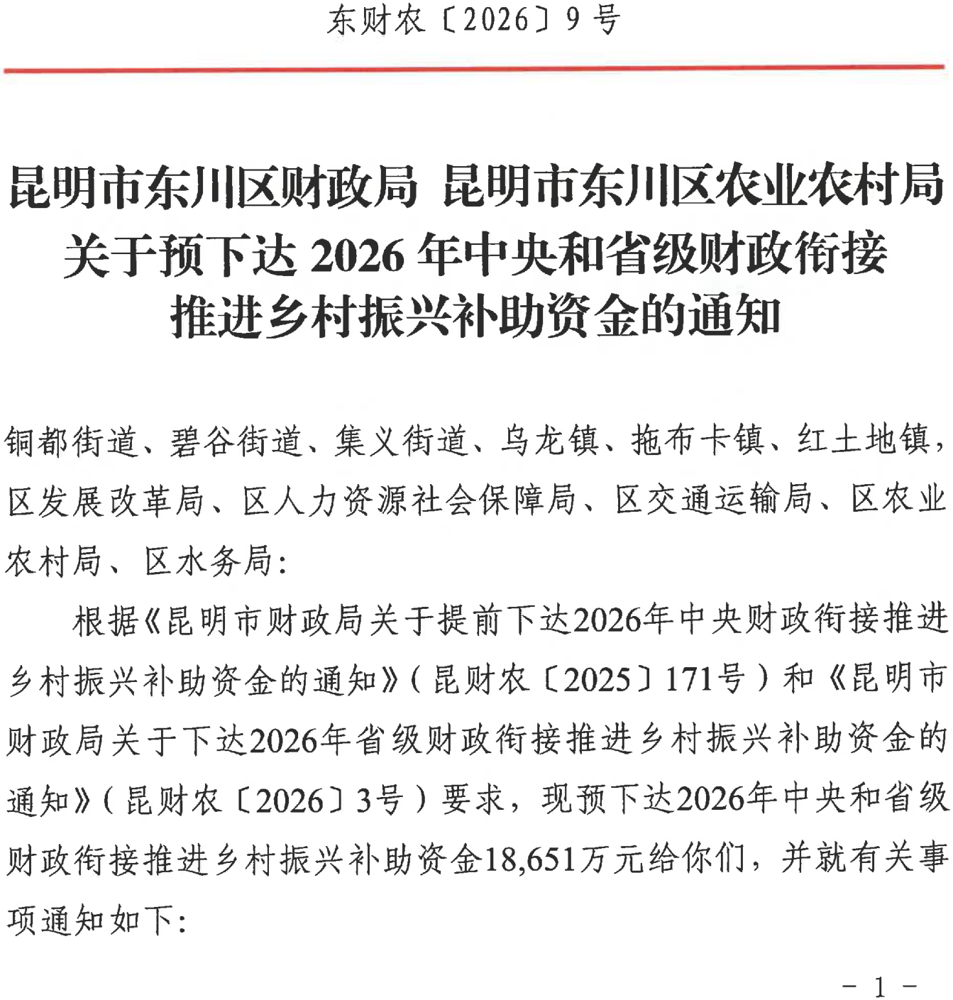 东财农〔2026〕9号
昆明市东川区财政局 昆明市东川区农业农村局
关于预下达2026年中央和省级财政衔接
推进乡村振兴补助资金的通知
铜都街道、碧谷街道、集义街道、乌龙镇、拖布卡镇、红土地镇，
区发展改革局、区人力资源社会保障局、区交通运输局、区农业
农村局、区水务局：
根据《昆明市财政局关于提前下达2026年中央财政衔接推进
乡村振兴补助资金的通知》（昆财农〔2025〕171号）和《昆明市
财政局关于下达2026年省级财政衔接推进乡村振兴补助资金的
通知》（昆财农〔2026〕3号）要求，现预下达2026年中央和省级
财政衔接推进乡村振兴补助资金18,651万元给你们，并就有关事
项通知如下：
- 1 -